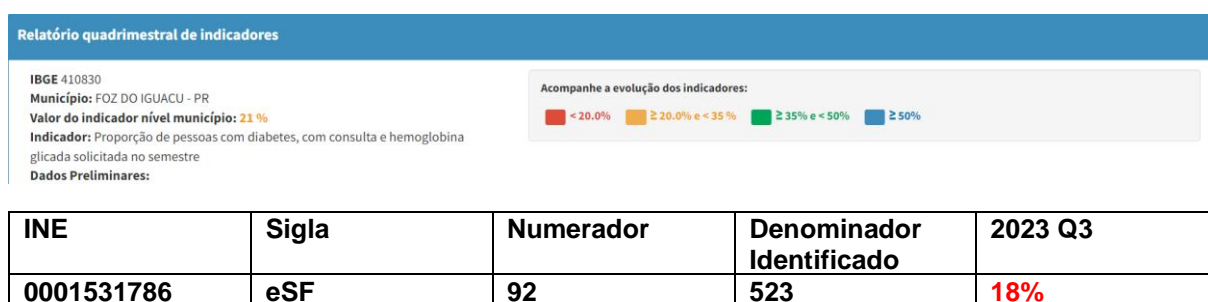 Relatório quadrimestral de indicadores
IBGE 410830
Município: FOZ DO IGUACU - PR
Valor do indicador nível município: 21 %
Indicador: Proporção de pessoas com diabetes, com consulta e hemoglobina
glicada solicitada no semestre
Dados Preliminares:
Acompanhe a evolução dos indicadores:
< 20.0% ≥ 20.0% e < 35 % ≥ 35% e < 50% ≥ 50%
INE Sigla Numerador Denominador Identificado 2023 Q3
0001531786 eSF 92 523 18%